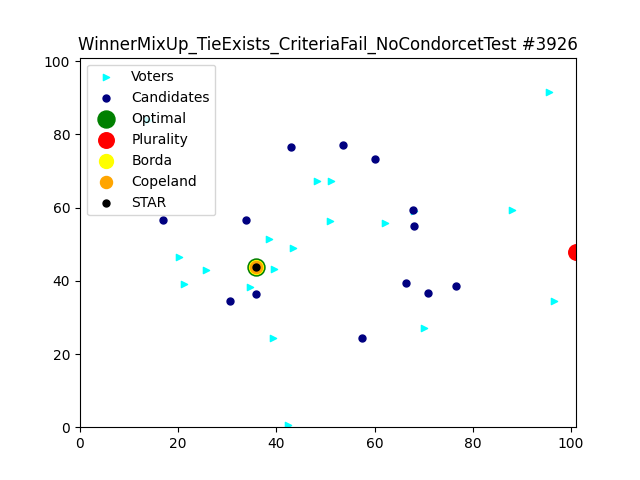 WinnerMixUp_TieExists_CriteriaFail_NoCondorcetTest #3926
Voters
Candidates
Optimal
Plurality
Borda
Copeland
STAR
100
80
60
40
20
0
0 20 40 60 80 100